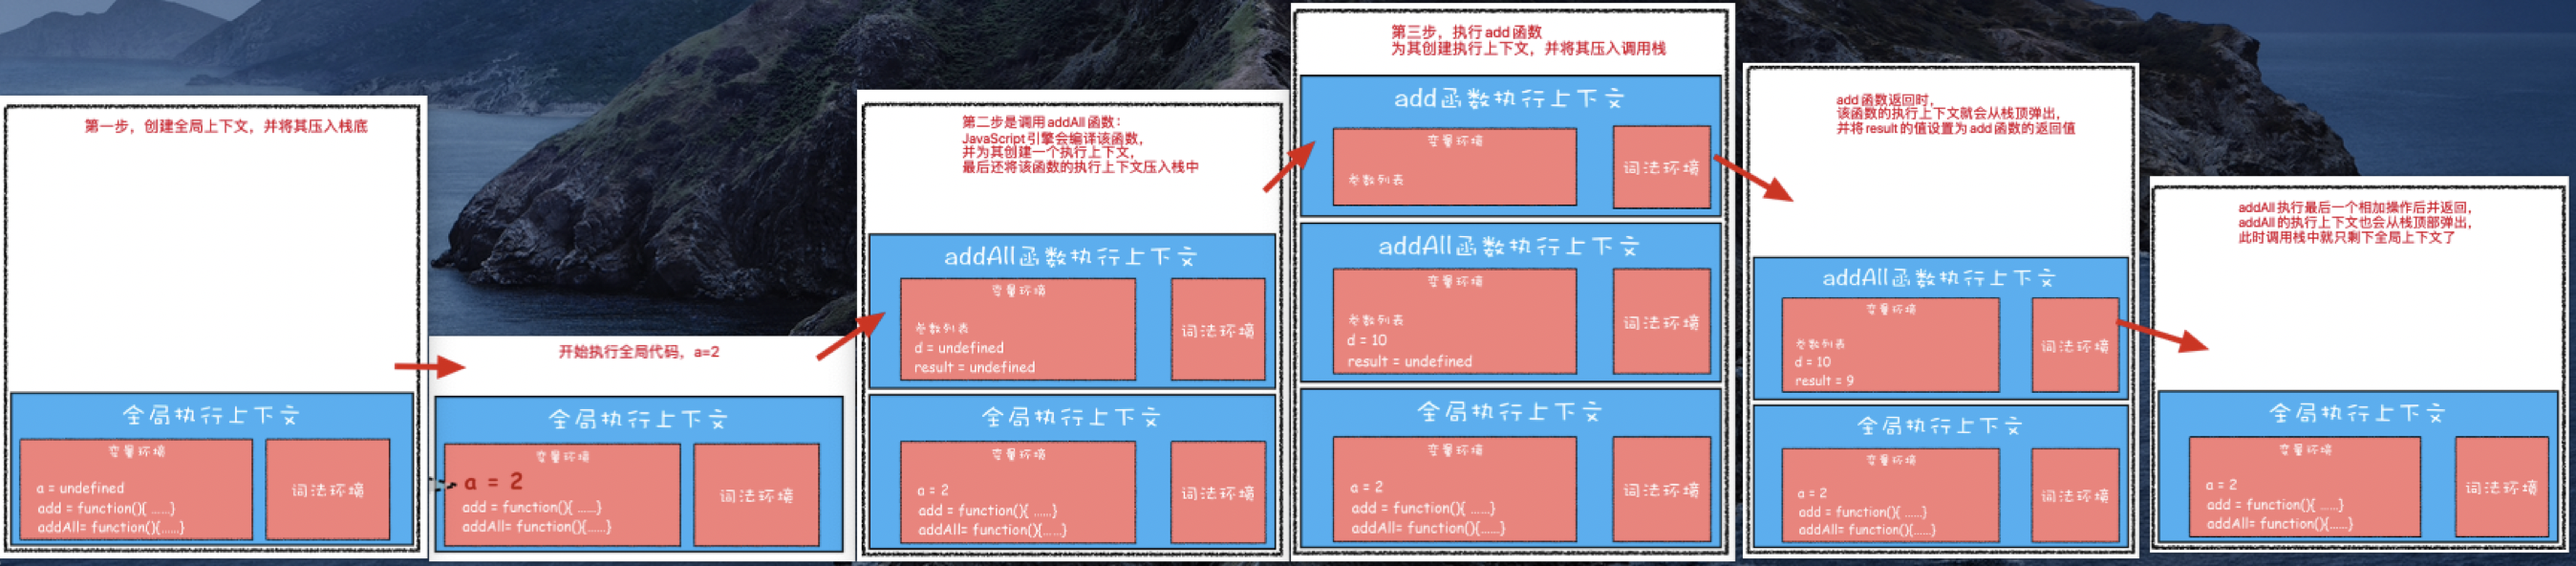 第一步，创建全局上下文，并将其压入栈底
全局执行上下文
变量环境
a = undefined
add = function(){ ……}
addAll= function(){……}
词法环境
开始执行全局代码，a=2
全局执行上下文
变量环境
a = 2
add = function(){ ……}
addAll= function(){……}
词法环境
第二步是调用addAll函数：
JavaScript引擎会编译该函数，
并为其创建一个执行上下文，
最后还将该函数的执行上下文压入栈中
addAll函数执行上下文
变量环境
参数列表
d = undefined
result = undefined
词法环境
全局执行上下文
变量环境
a = 2
add = function(){ ……}
addAll= function(){……}
词法环境
第三步，执行add函数
为其创建执行上下文，并将其压入调用栈
add函数执行上下文
变量环境
参数列表
词法环境
addAll函数执行上下文
变量环境
参数列表
d = 10
result = undefined
词法环境
全局执行上下文
变量环境
a = 2
add = function(){ ……}
addAll= function(){……}
词法环境
add函数返回时，
该函数的执行上下文就会从栈顶弹出，
并将result的值设置为add函数的返回值
addAll函数执行上下文
变量环境
参数列表
d = 10
result = 9
词法环境
全局执行上下文
变量环境
a = 2
add = function(){ ……}
addAll= function(){……}
词法环境
addAll执行最后一个相加操作后并返回，
addAll的执行上下文也会从栈顶部弹出，
此时调用栈中就只剩下全局上下文了
全局执行上下文
变量环境
a = 2
add = function(){ ……}
addAll= function(){……}
词法环境